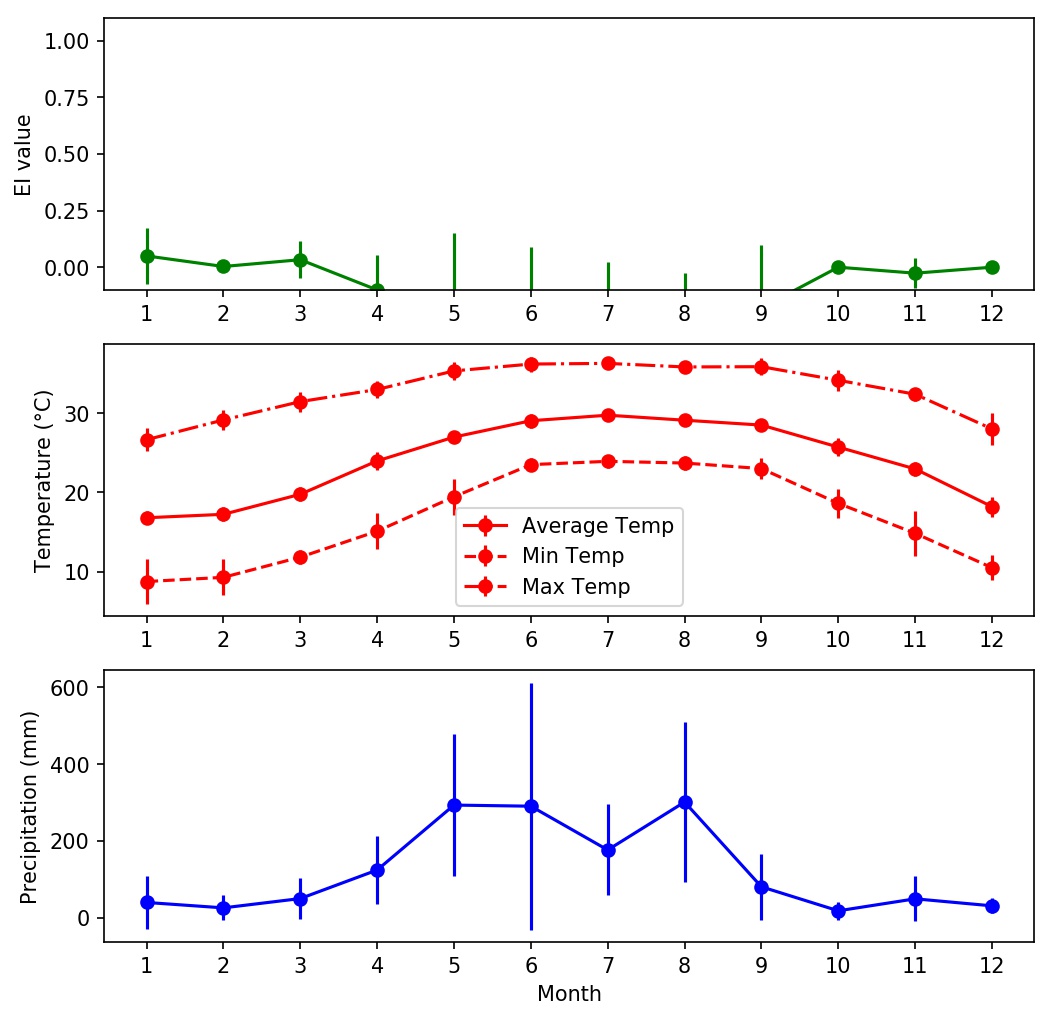 1.00
0.75
0.50
0.25
0.00
EI value
1 2 3 4 5 6 7 8 9 10 11 12
30
20
10
Temperature (°C)
Average Temp
Min Temp
Max Temp
1 2 3 4 5 6 7 8 9 10 11 12
600
400
200
0
Precipitation (mm)
1 2 3 4 5 6 7 8 9 10 11 12
Month